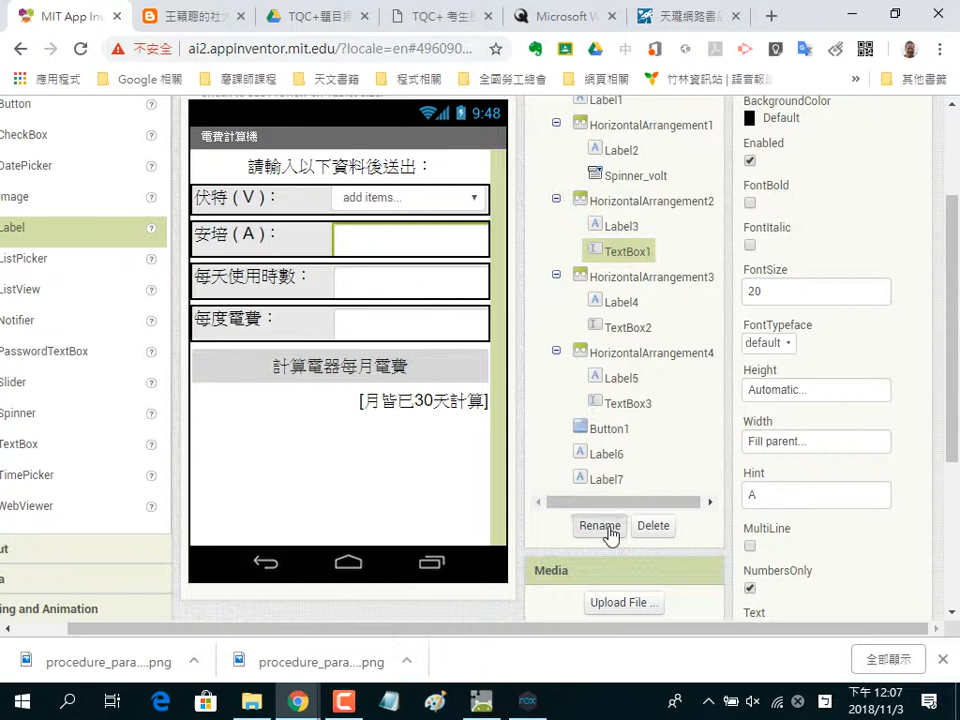 MIT App Inv
王穎聰的社大
TQC+題目與
TQC+ 考生
Microsoft W
天瓏網路書店
不安全 ai2.appinventor.mit.edu/?locale=en#496090...
應用程式 Google 相關 磨課師課程 天文書籍 程式相關 全國勞工總會 網頁相關 竹林資訊站 | 語音報 » 其他書籤
Button
CheckBox
DatePicker
Image
Label
ListPicker
ListView
Notifier
PasswordTextBox
Slider
Spinner
TextBox
TimePicker
WebViewer
ut
a
ing and Animation
9:48
電費計算機
請輸入以下資料後送出：
伏特 ( V )：
add items...
安培 ( A )：
每天使用時數：
每度電費：
計算電器每月電費
[月皆已30天計算]
Label1
HorizontalArrangement1
Label2
Spinner_volt
HorizontalArrangement2
Label3
TextBox1
HorizontalArrangement3
Label4
TextBox2
HorizontalArrangement4
Label5
TextBox3
Button1
Label6
Label7
Rename Delete
Media
Upload File ...
BackgroundColor
Default
Enabled
FontBold
FontItalic
FontSize
20
FontTypeface
default
Height
Automatic...
Width
Fill parent...
Hint
A
MultiLine
NumbersOnly
Text
procedure_para....png
procedure_para....png
全部顯示
下午 12:07
2018/11/3